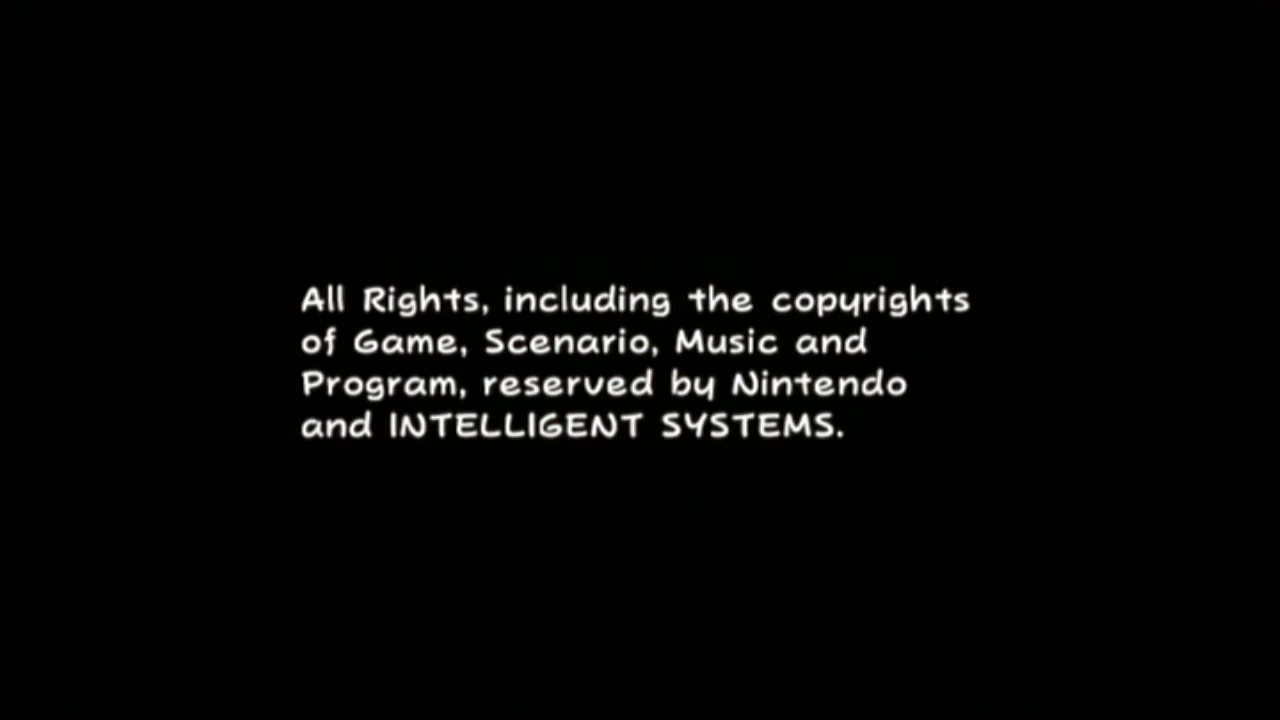 All Rights, including the copyrights
of Game, Scenario, Music and
Program, reserved by Nintendo
and INTELLIGENT SYSTEMS.